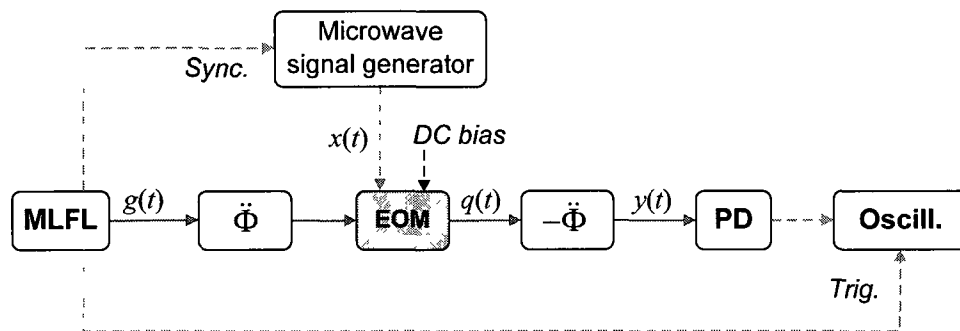 Microwave
signal generator
Sync.
x(t)
DC bias
MLFL
g(t)
Φ̈
EOM
q(t)
−Φ̈
y(t)
PD
Oscill.
Trig.